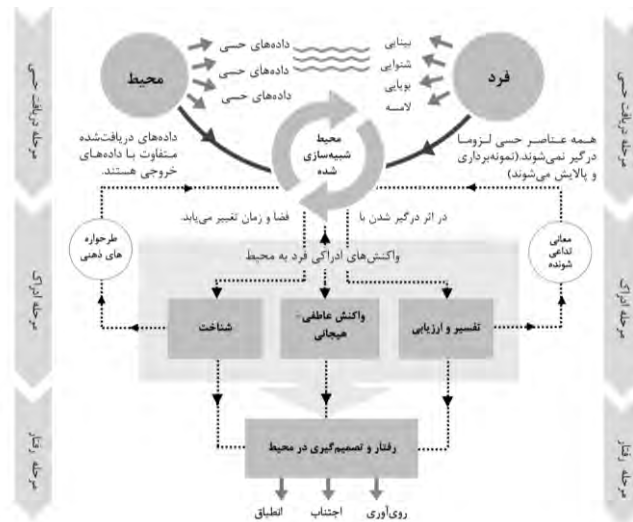 محیط
داده‌های حسی
داده‌های حسی
داده‌های حسی
بینایی
شنوایی
بویایی
لامسه
فرد
مرحله دریافت حسی
مرحله دریافت حسی
محیط
شبیه‌سازی
شده
داده‌های دریافت‌شده
متفاوت با داده‌های
خروجی هستند.
همه عناصر حسی لزوما
درگیر نمی‌شوند.(نمونه‌برداری
و پالایش می‌شوند)
در اثر درگیر شدن با
فضا و زمان تغییر می‌یابد.
طرحواره
های ذهنی
معانی
تداعی
شونده
مرحله ادراک
مرحله ادراک
واکنش‌های ادراکی فرد به محیط
شناخت
واکنش عاطفی-
هیجانی
تفسیر و ارزیابی
مرحله رفتار
مرحله رفتار
رفتار و تصمیم‌گیری در محیط
روی‌آوری
اجتناب
انطباق